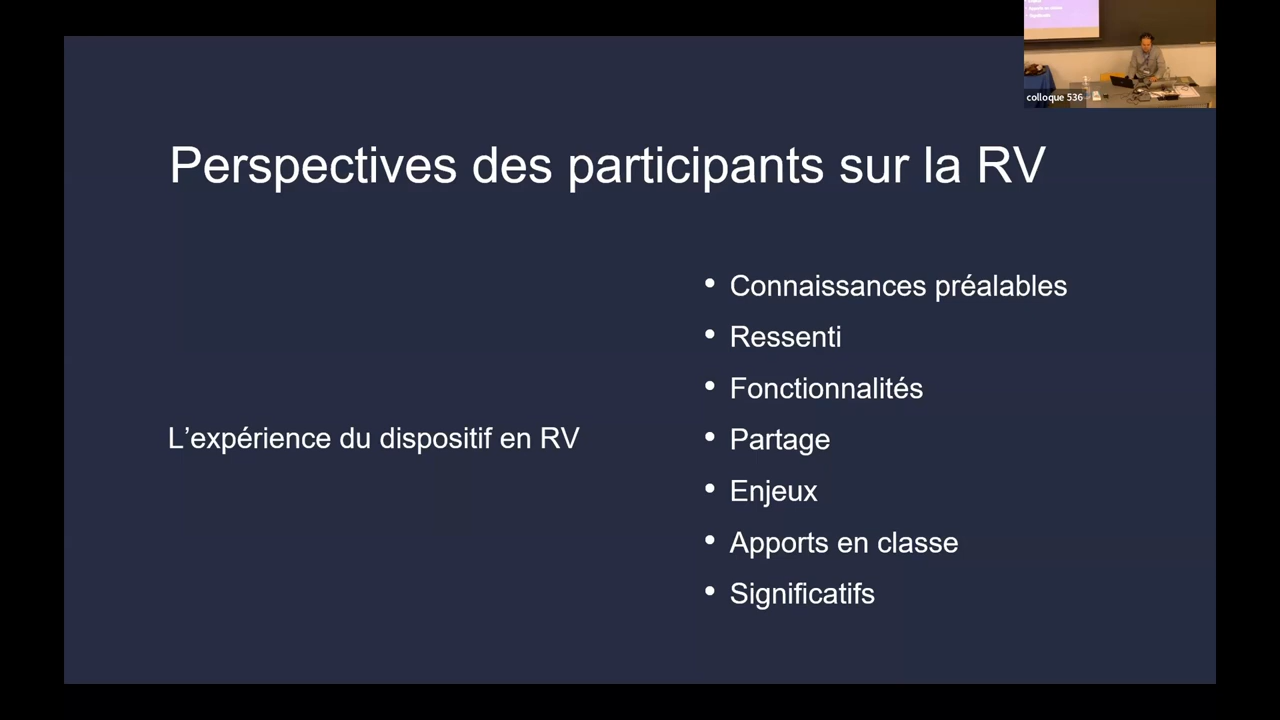 colloque 536
Perspectives des participants sur la RV
L’expérience du dispositif en RV
• Connaissances préalables
• Ressenti
• Fonctionnalités
• Partage
• Enjeux
• Apports en classe
• Significatifs